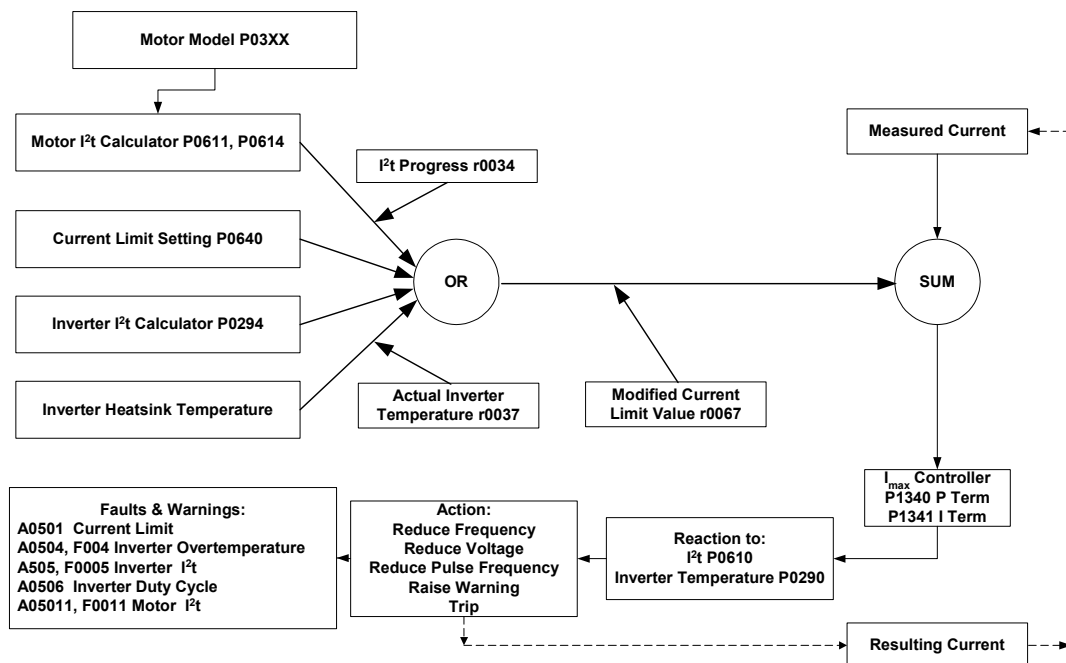 Motor Model P03XX
Motor I²t Calculator P0611, P0614
Measured Current
I²t Progress r0034
Current Limit Setting P0640
OR
SUM
Inverter I²t Calculator P0294
Inverter Heatsink Temperature
Actual Inverter
Temperature r0037
Modified Current
Limit Value r0067
Imax Controller
P1340 P Term
P1341 I Term
Reaction to:
I²t P0610
Inverter Temperature P0290
Action:
Reduce Frequency
Reduce Voltage
Reduce Pulse Frequency
Raise Warning
Trip
Faults & Warnings:
A0501 Current Limit
A0504, F004 Inverter Overtemperature
A505, F0005 Inverter I²t
A0506 Inverter Duty Cycle
A05011, F0011 Motor I²t
Resulting Current